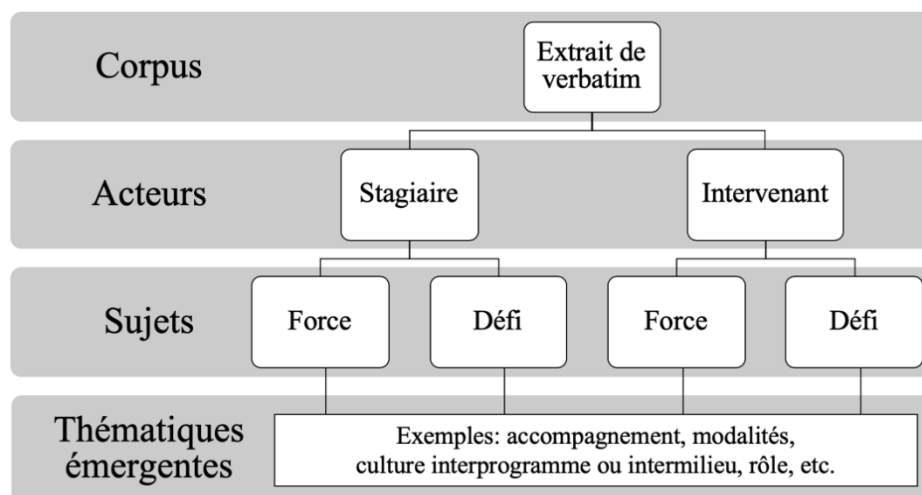 Corpus
Extrait de
verbatim
Acteurs
Stagiaire
Intervenant
Sujets
Force
Défi
Force
Défi
Thématiques
émergentes
Exemples: accompagnement, modalités,
culture interprogramme ou intermilieu, rôle, etc.